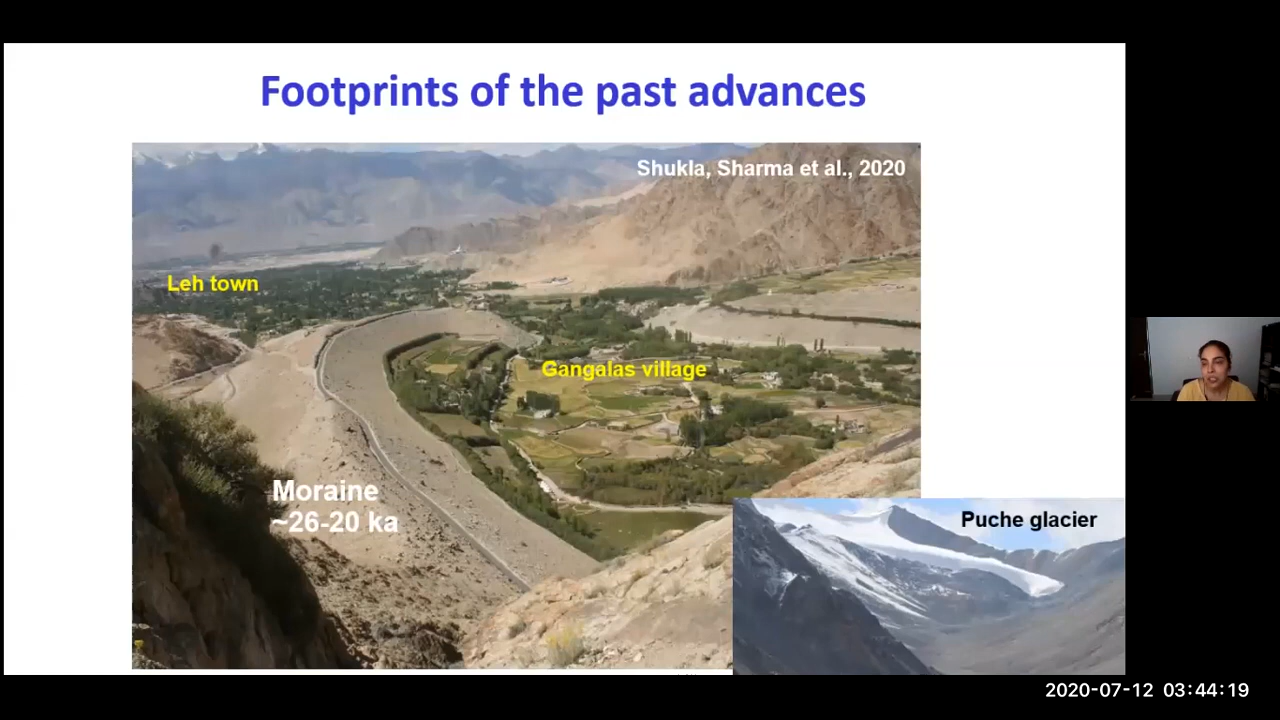 Footprints of the past advances
Shukla, Sharma et al., 2020
Leh town
Gangalas village
Moraine
~26-20 ka
Puche glacier
2020-07-12 03:44:19